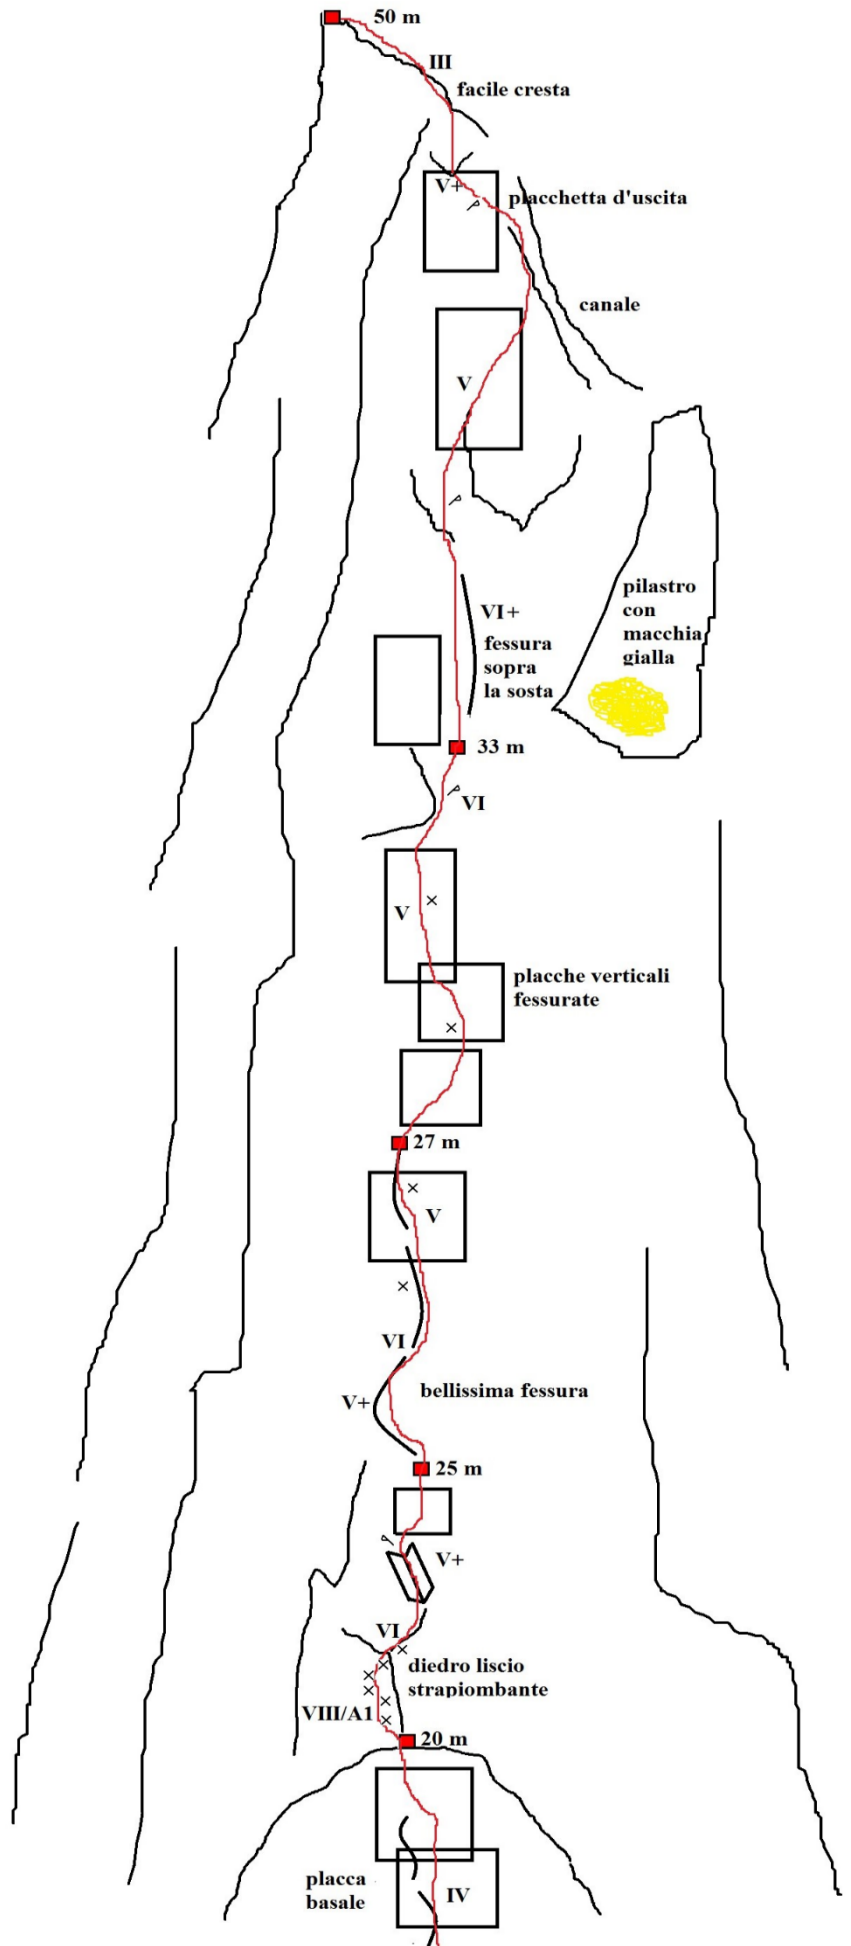 50 m
III
facile cresta
V+
placchetta d'uscita
canale
V
pilastro
con
macchia
gialla
VI+
fessura
sopra
la sosta
33 m
VI
V
placche verticali
fessurate
27 m
V
VI
bellissima fessura
V+
25 m
V+
VI
diedro liscio
strapiombante
VIII/A1
20 m
placca
basale
IV